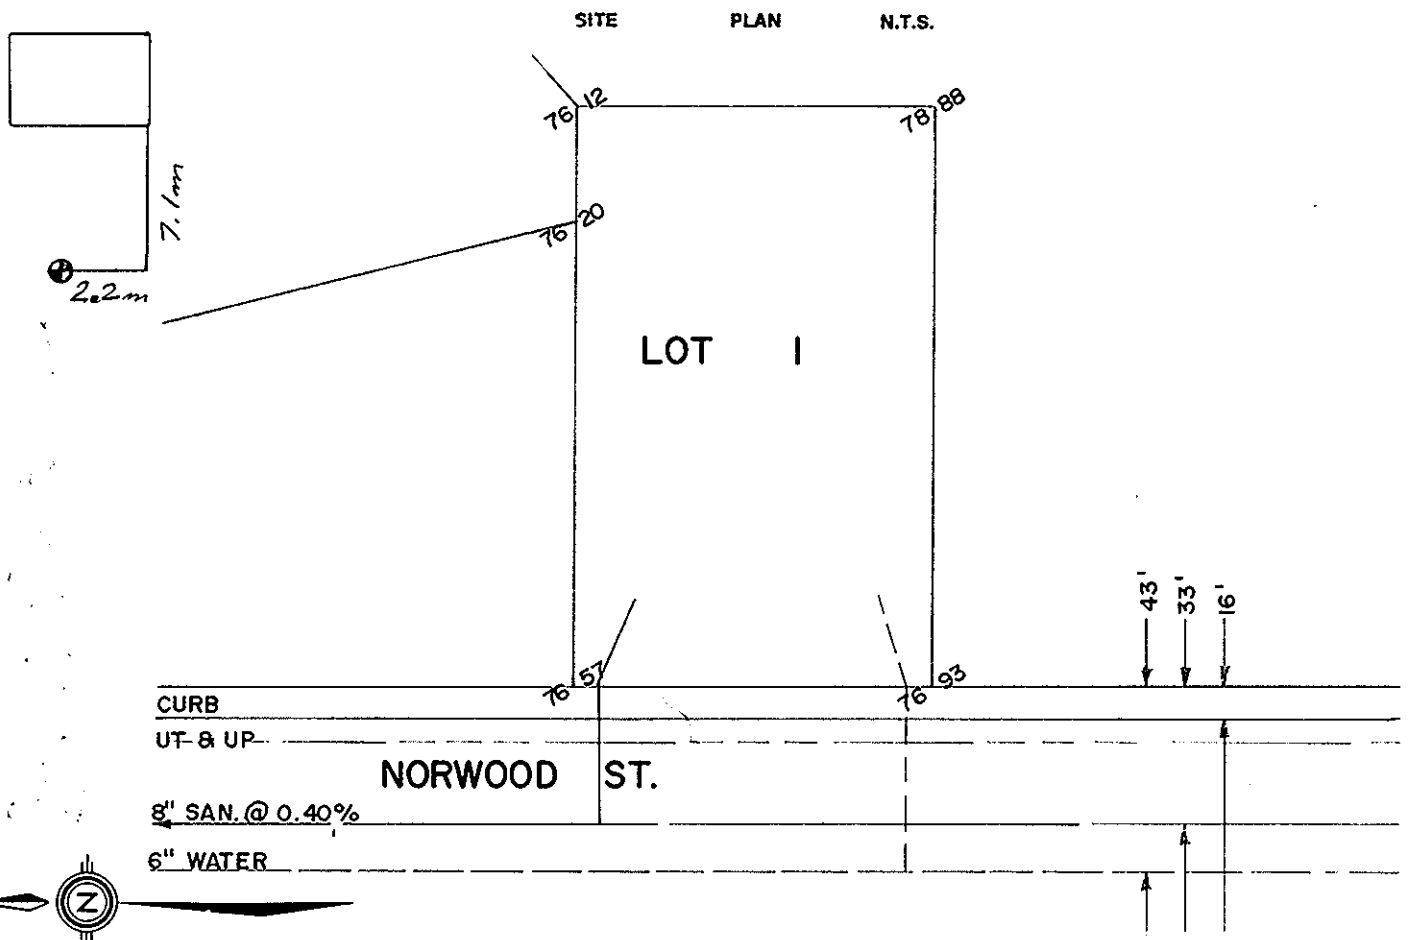 SITE PLAN N.T.S.
76 12
78 88
7.1m
76 20
2.2m
LOT 1
43'
33'
16'
76 57
76 93
CURB
UT & UP
NORWOOD ST.
8" SAN. @ 0.40%
6" WATER
N